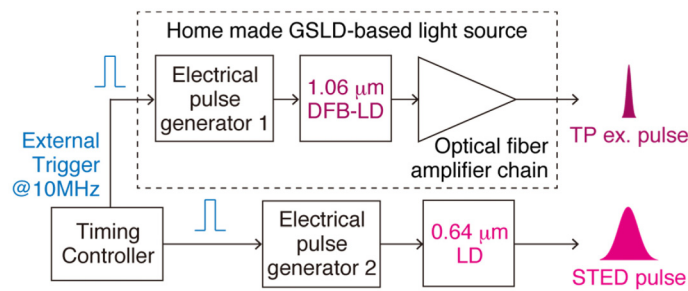 Home made GSLD-based light source
Electrical
pulse
generator 1
1.06 μm
DFB-LD
Optical fiber
amplifier chain
TP ex. pulse
External
Trigger
@10MHz
Timing
Controller
Electrical
pulse
generator 2
0.64 μm
LD
STED pulse